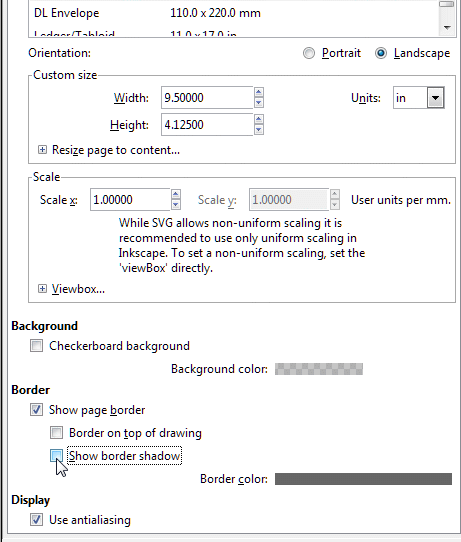 DL Envelope 110.0 x 220.0 mm
Ledger/Tabloid 11.0 x 17.0 in
Orientation: Portrait Landscape
Custom size
Width: 9.50000 Units: in
Height: 4.12500
Resize page to content...
Scale
Scale x: 1.00000 Scale y: 1.00000 User units per mm.
While SVG allows non-uniform scaling it is
recommended to use only uniform scaling in
Inkscape. To set a non-uniform scaling, set the
'viewBox' directly.
Viewbox...
Background
Checkerboard background
Background color:
Border
Show page border
Border on top of drawing
Show border shadow
Border color:
Display
Use antialiasing